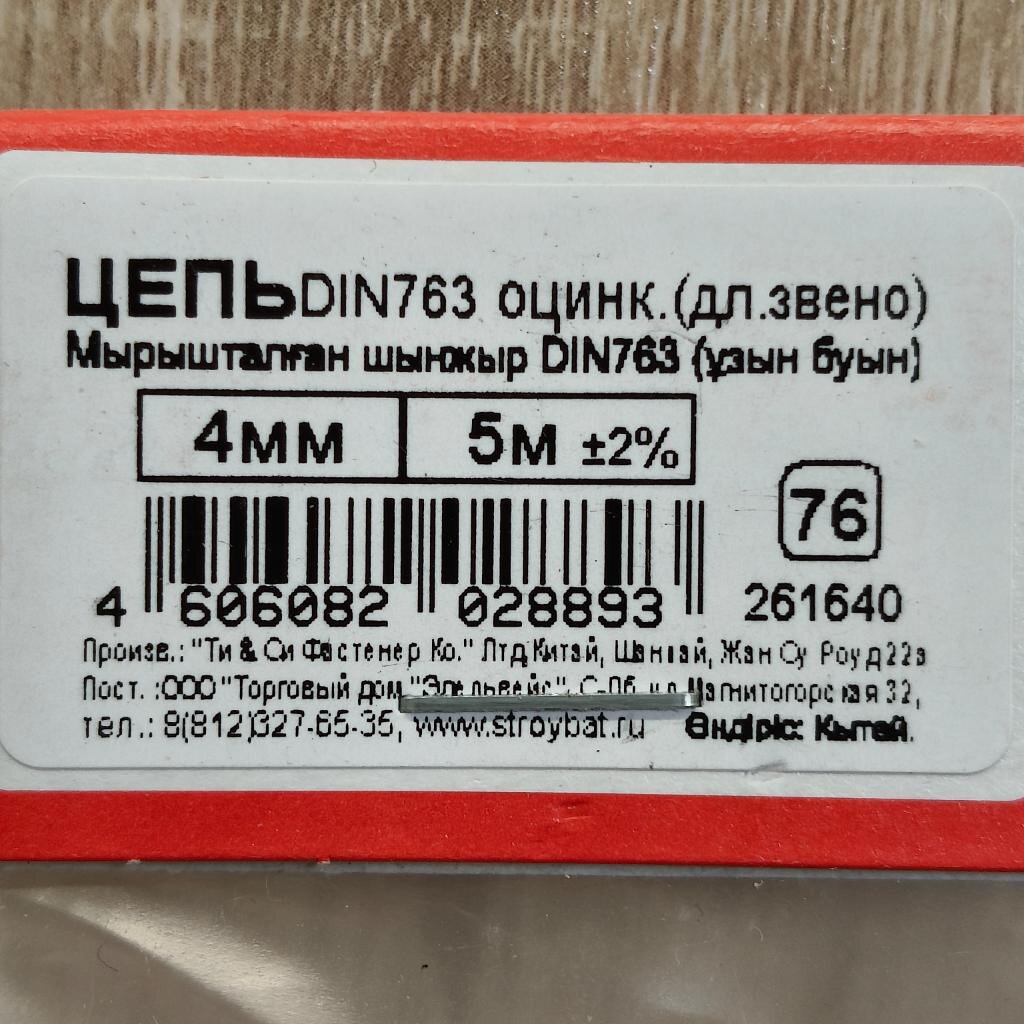 ЦЕПЬ DIN763 оцинк.(дл.звено)
Мырышталған шынжыр DIN763 (ұзын буын)
4мм 5м ±2%
76
4 606082 028893
261640
Произв.: "Ти & Си Фастенер Ко." Лтд Китай, Шанхай, Жан Су Роуд 22а
Пост. :ООО "Торговый дом "Эдельвейс", С-Пб, Магнитогорская 32,
тел.: 8(812)327-65-35, www.stroybat.ru Өндіріс: Қытай.